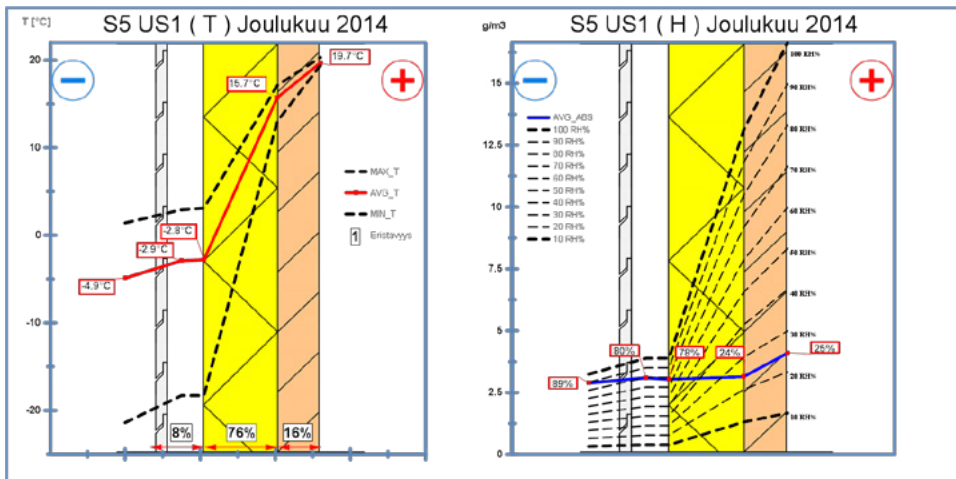 S5 US1 ( T ) Joulukuu 2014
T [°C]
20
10
0
-10
-20
19.7°C
15.7°C
-2.8°C
-2.9°C
-4.9°C
MAX_T
AVG_T
MIN_T
1 Eristavyys
8% 76% 16%
S5 US1 ( H ) Joulukuu 2014
g/m3
15
12.5
10
7.5
5
2.5
0
AVG_ABS
100 RH%
90 RH%
80 RH%
70 RH%
60 RH%
50 RH%
40 RH%
30 RH%
20 RH%
10 RH%
100 RH%
90 RH%
80 RH%
70 RH%
60 RH%
50 RH%
40 RH%
30 RH%
20 RH%
10 RH%
89%
80%
78%
24%
25%